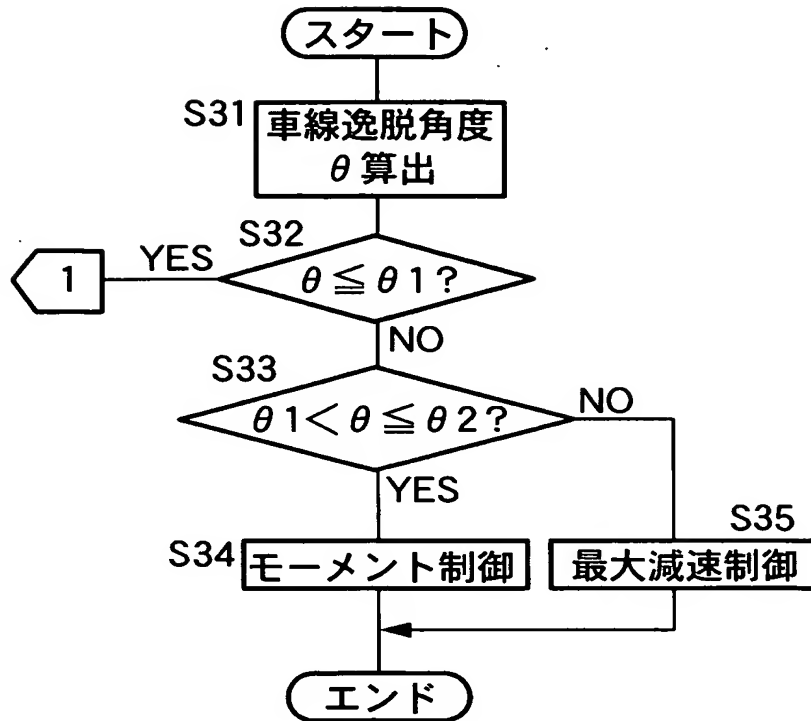 スタート
S31
車線逸脱角度
θ 算出
S32
1
YES
θ ≦ θ1?
NO
S33
θ1 < θ ≦ θ2?
NO
YES
S35
S34
モーメント制御
最大減速制御
エンド